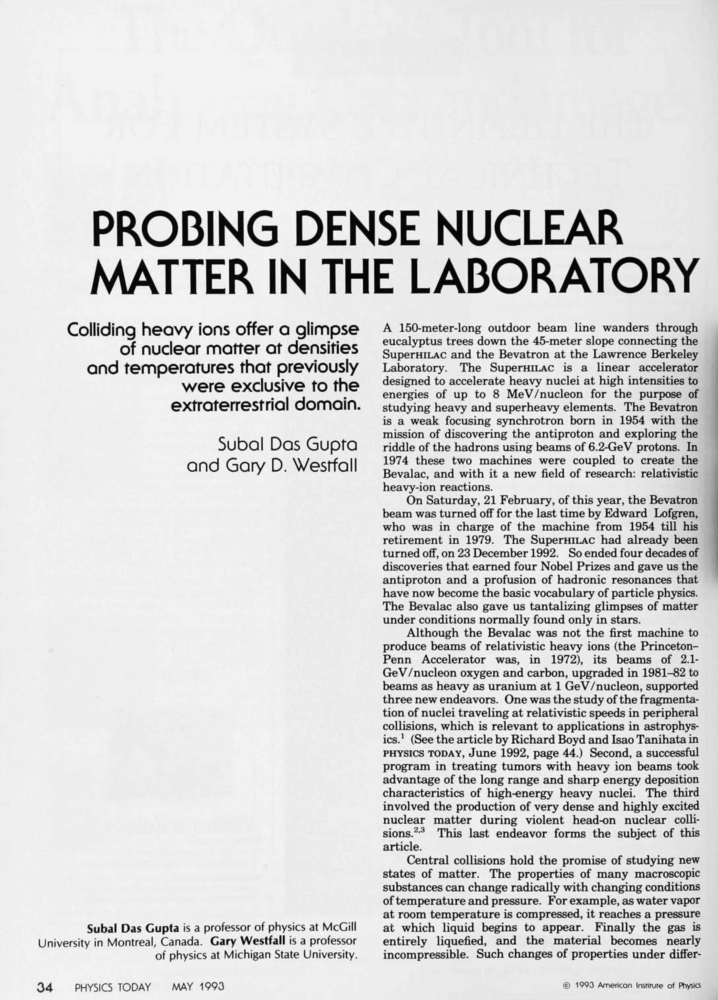 PROBING DENSE NUCLEAR
MATTER IN THE LABORATORY
Colliding heavy ions offer a glimpse
of nuclear matter at densities
and temperatures that previously
were exclusive to the
extraterrestrial domain.
Subal Das Gupta
and Gary D. Westfall
A 150-meter-long outdoor beam line wanders through
eucalyptus trees down the 45-meter slope connecting the
SuperHILAC and the Bevatron at the Lawrence Berkeley
Laboratory. The SuperHILAC is a linear accelerator
designed to accelerate heavy nuclei at high intensities to
energies of up to 8 MeV/nucleon for the purpose of
studying heavy and superheavy elements. The Bevatron
is a weak focusing synchrotron born in 1954 with the
mission of discovering the antiproton and exploring the
riddle of the hadrons using beams of 6.2-GeV protons. In
1974 these two machines were coupled to create the
Bevalac, and with it a new field of research: relativistic
heavy-ion reactions.
On Saturday, 21 February, of this year, the Bevatron
beam was turned off for the last time by Edward Lofgren,
who was in charge of the machine from 1954 till his
retirement in 1979. The SuperHILAC had already been
turned off, on 23 December 1992. So ended four decades of
discoveries that earned four Nobel Prizes and gave us the
antiproton and a profusion of hadronic resonances that
have now become the basic vocabulary of particle physics.
The Bevalac also gave us tantalizing glimpses of matter
under conditions normally found only in stars.
Although the Bevalac was not the first machine to
produce beams of relativistic heavy ions (the Princeton–
Penn Accelerator was, in 1972), its beams of 2.1-
GeV/nucleon oxygen and carbon, upgraded in 1981–82 to
beams as heavy as uranium at 1 GeV/nucleon, supported
three new endeavors. One was the study of the fragmenta-
tion of nuclei traveling at relativistic speeds in peripheral
collisions, which is relevant to applications in astrophys-
ics.¹ (See the article by Richard Boyd and Isao Tanihata in
PHYSICS TODAY, June 1992, page 44.) Second, a successful
program in treating tumors with heavy ion beams took
advantage of the long range and sharp energy deposition
characteristics of high-energy heavy nuclei. The third
involved the production of very dense and highly excited
nuclear matter during violent head-on nuclear colli-
sions.²,³ This last endeavor forms the subject of this
article.
Central collisions hold the promise of studying new
states of matter. The properties of many macroscopic
substances can change radically with changing conditions
of temperature and pressure. For example, as water vapor
at room temperature is compressed, it reaches a pressure
at which liquid begins to appear. Finally the gas is
entirely liquefied, and the material becomes nearly
incompressible. Such changes of properties under differ-
Subal Das Gupta is a professor of physics at McGill
University in Montreal, Canada. Gary Westfall is a professor
of physics at Michigan State University.
34 PHYSICS TODAY MAY 1993
© 1993 American Institute of Physics